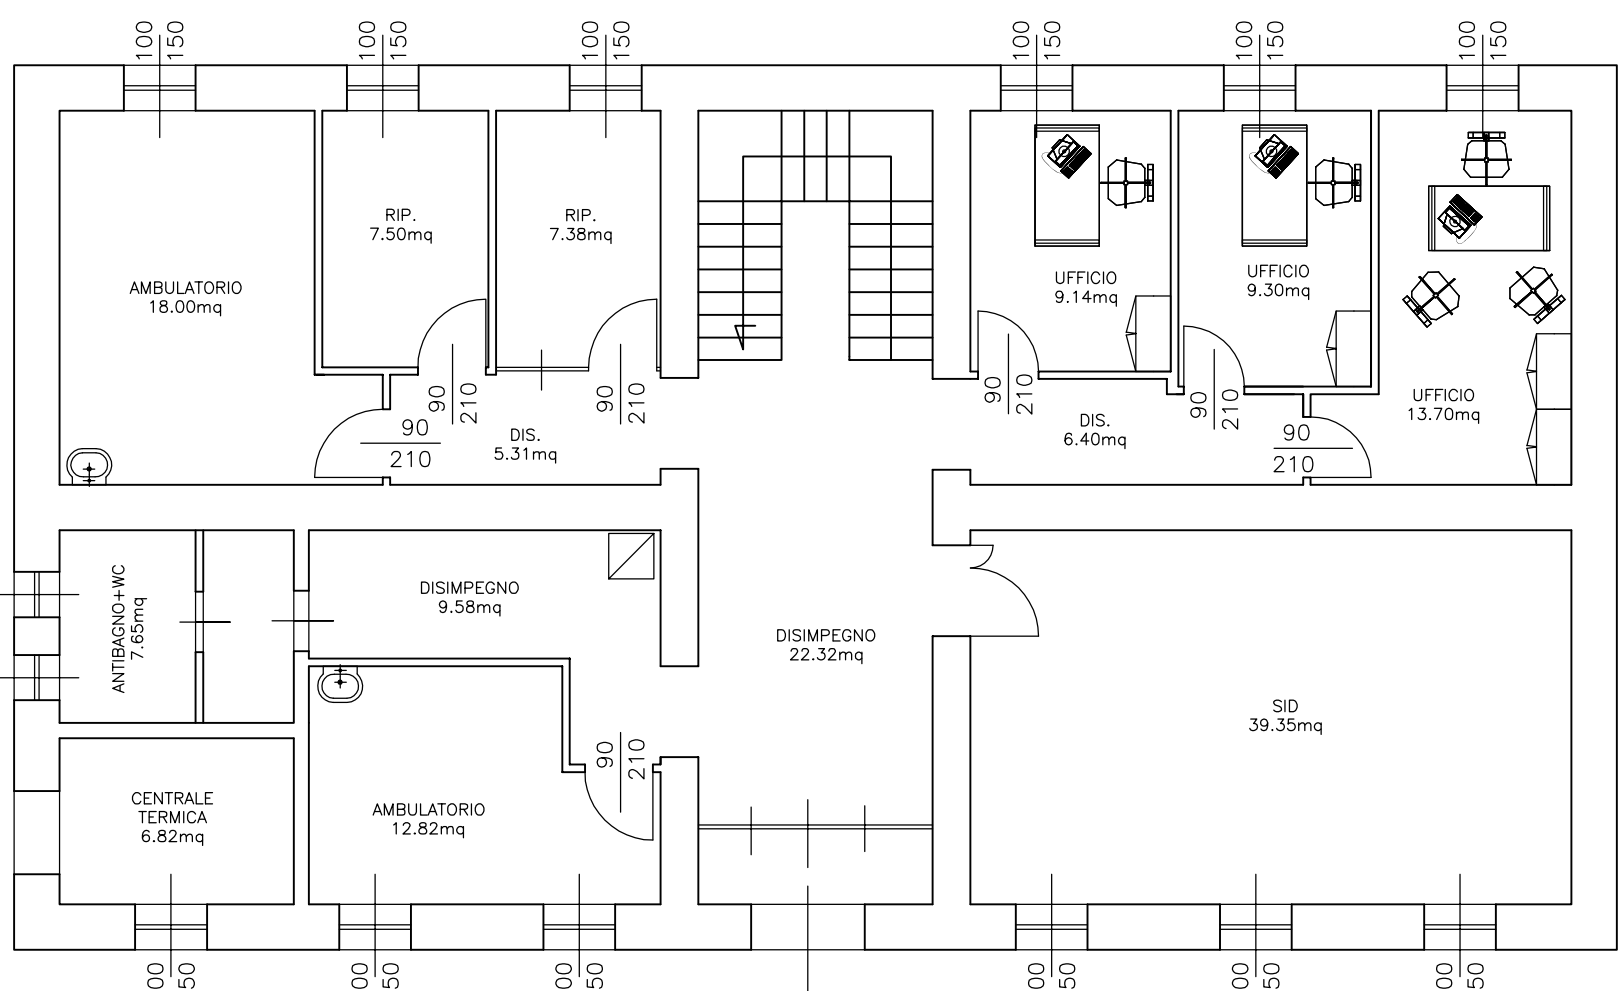 100
150
100
150
100
150
100
150
100
150
100
150
AMBULATORIO
18.00mq
RIP.
7.50mq
RIP.
7.38mq
UFFICIO
9.14mq
UFFICIO
9.30mq
UFFICIO
13.70mq
90
210
90
210
90
210
DIS.
5.31mq
90
210
90
210
90
210
DIS.
6.40mq
ANTIBAGNO+WC
7.65mq
DISIMPEGNO
9.58mq
DISIMPEGNO
22.32mq
SID
39.35mq
CENTRALE
TERMICA
6.82mq
AMBULATORIO
12.82mq
90
210
00
50
00
50
00
50
00
50
00
50
00
50